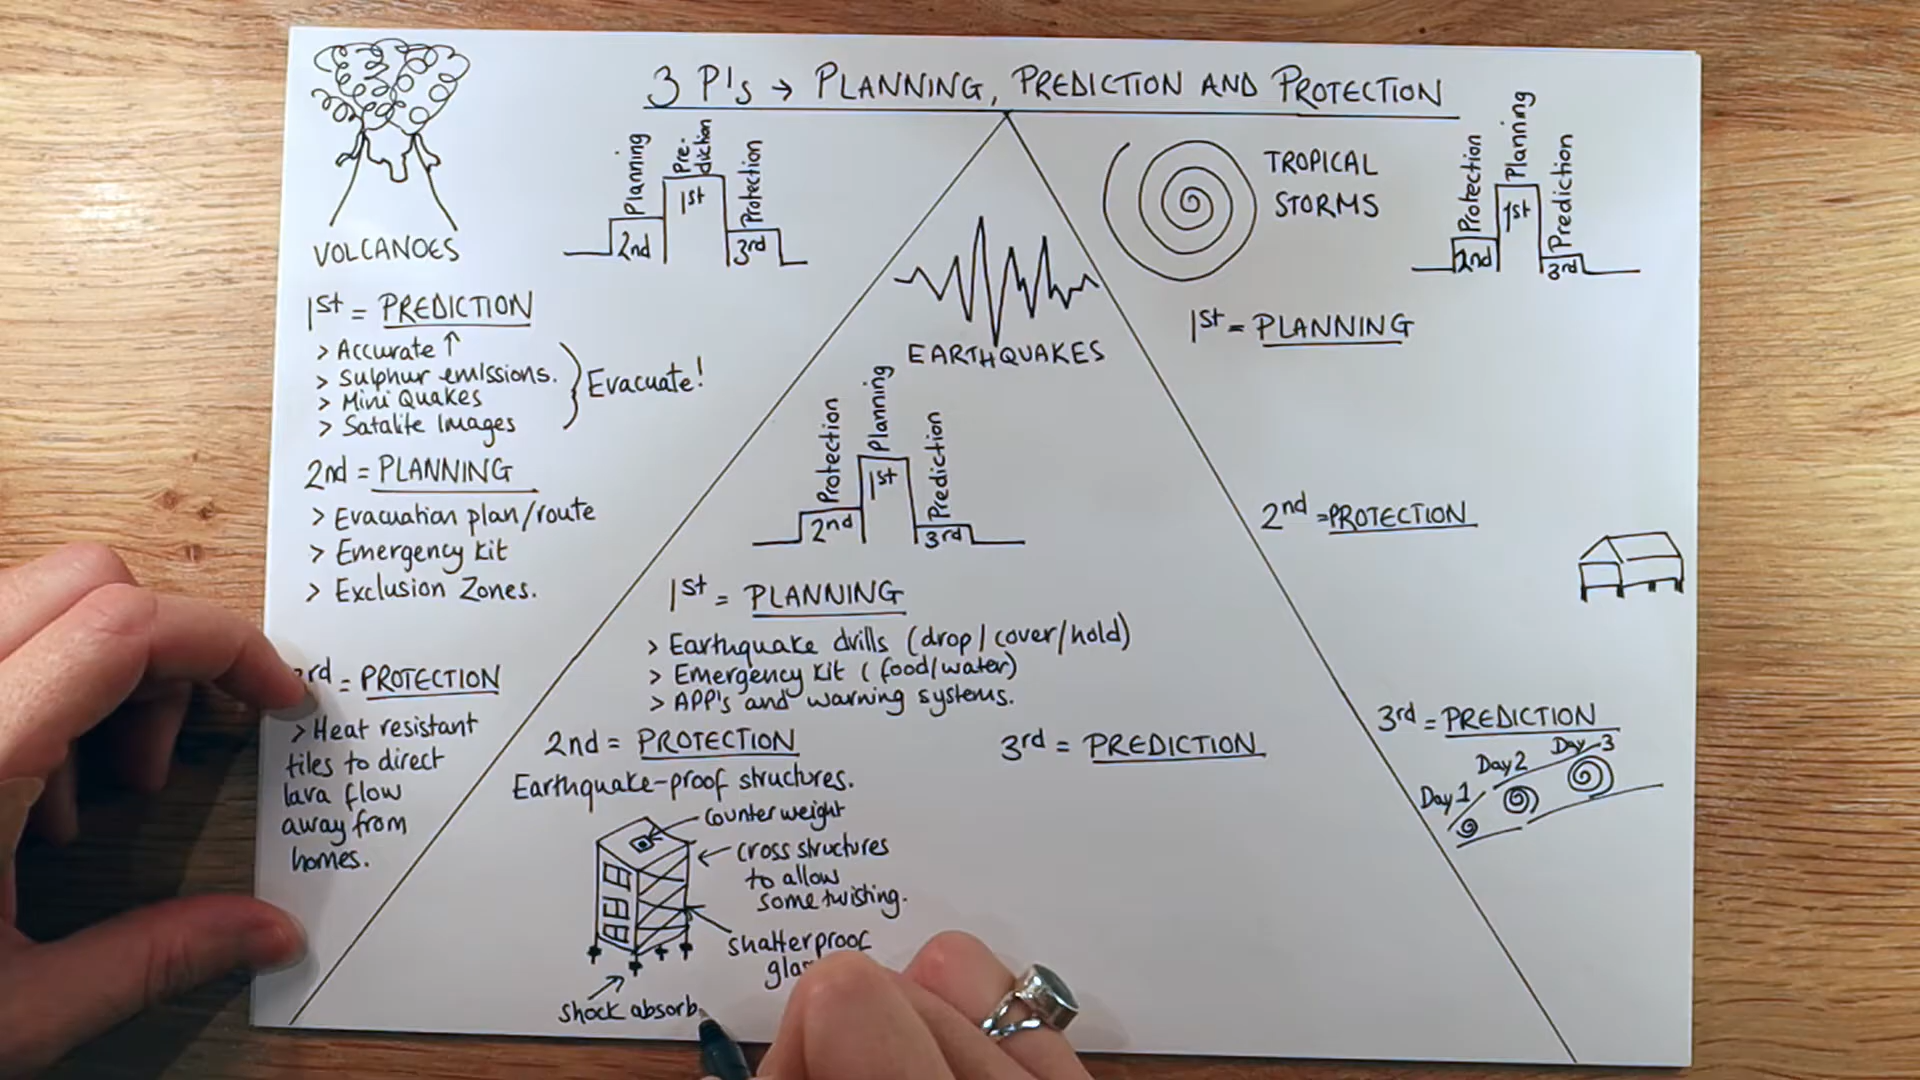 3 P's → PLANNING, PREDICTION AND PROTECTION
VOLCANOES
Planning
Pre-
diction
Protection
2nd
1st
3rd
1st = PREDICTION
> Accurate ↑
> Sulphur emissions.
> Mini Quakes
> Satalite Images
Evacuate!
2nd = PLANNING
> Evacuation plan/route
> Emergency kit
> Exclusion Zones.
rd = PROTECTION
> Heat resistant
tiles to direct
lava flow
away from
homes.
EARTHQUAKES
Protection
Planning
Prediction
2nd
1st
3rd
1st = PLANNING
> Earthquake drills (drop/cover/hold)
> Emergency kit (food/water)
> APP's and warning systems.
2nd = PROTECTION
Earthquake-proof structures.
counter weight
cross structures
to allow
some twisting.
shatterproof
shock absorb
3rd = PREDICTION
TROPICAL
STORMS
Protection
Planning
Prediction
2nd
1st
3rd
1st = PLANNING
2nd = PROTECTION
3rd = PREDICTION
Day 1
Day 2
Day 3